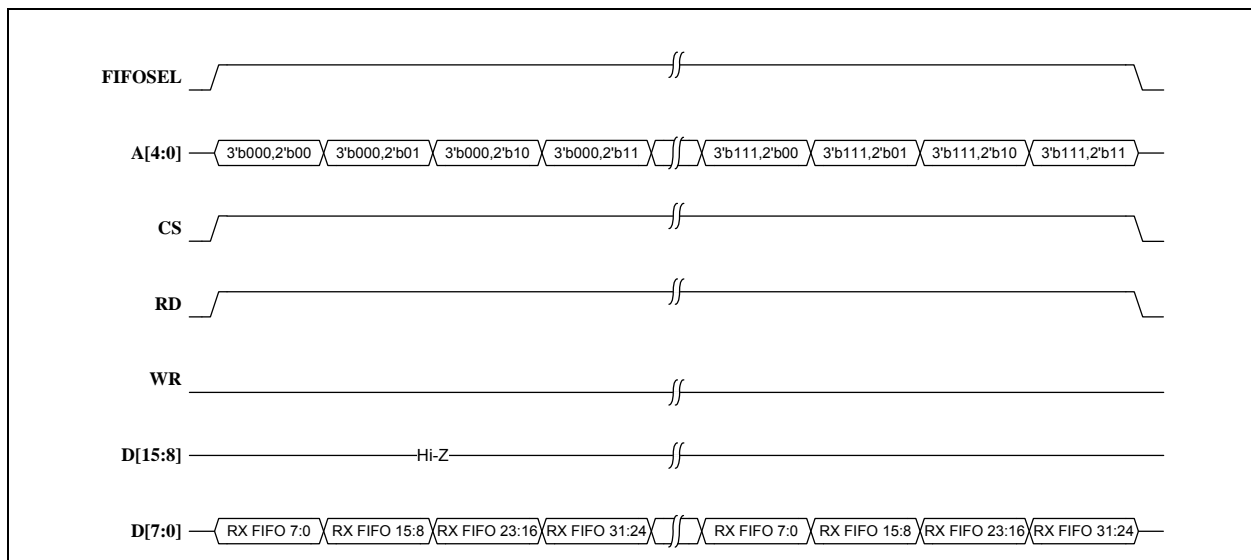 FIFOSEL
A[4:0] 3'b000,2'b00 3'b000,2'b01 3'b000,2'b10 3'b000,2'b11 3'b111,2'b00 3'b111,2'b01 3'b111,2'b10 3'b111,2'b11
CS
RD
WR
D[15:8] Hi-Z
D[7:0] RX FIFO 7:0 RX FIFO 15:8 RX FIFO 23:16 RX FIFO 31:24 RX FIFO 7:0 RX FIFO 15:8 RX FIFO 23:16 RX FIFO 31:24